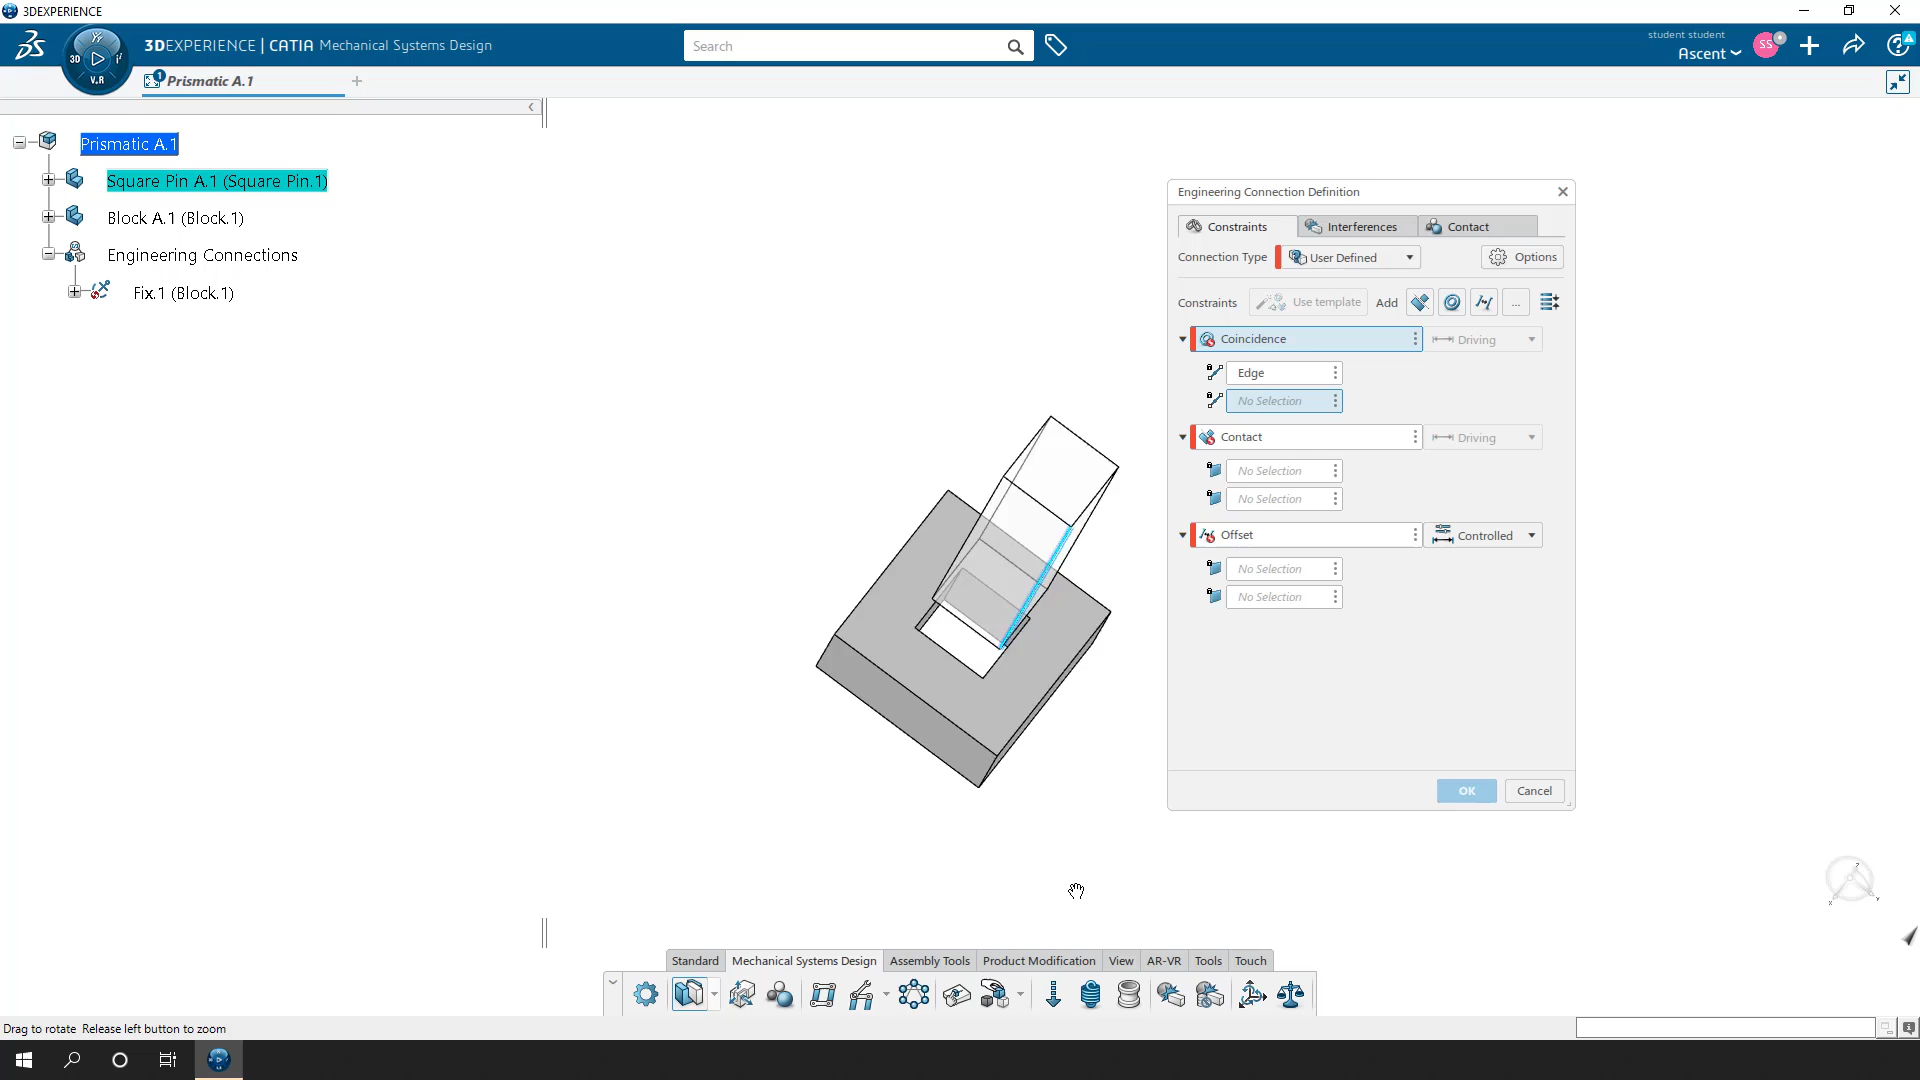 3DEXPERIENCE
3DEXPERIENCE | CATIA Mechanical Systems Design
Search
student student
Ascent
SS
3D
V.R
1
Prismatic A.1
Prismatic A.1
Square Pin A.1 (Square Pin.1)
Block A.1 (Block.1)
Engineering Connections
Fix.1 (Block.1)
Engineering Connection Definition
Constraints
Interferences
Contact
Connection Type
User Defined
Options
Constraints
Use template
Add
...
Coincidence
Driving
Edge
No Selection
Contact
Driving
No Selection
No Selection
Offset
Controlled
No Selection
No Selection
OK
Cancel
z
x
y
Standard
Mechanical Systems Design
Assembly Tools
Product Modification
View
AR-VR
Tools
Touch
Drag to rotate Release left button to zoom